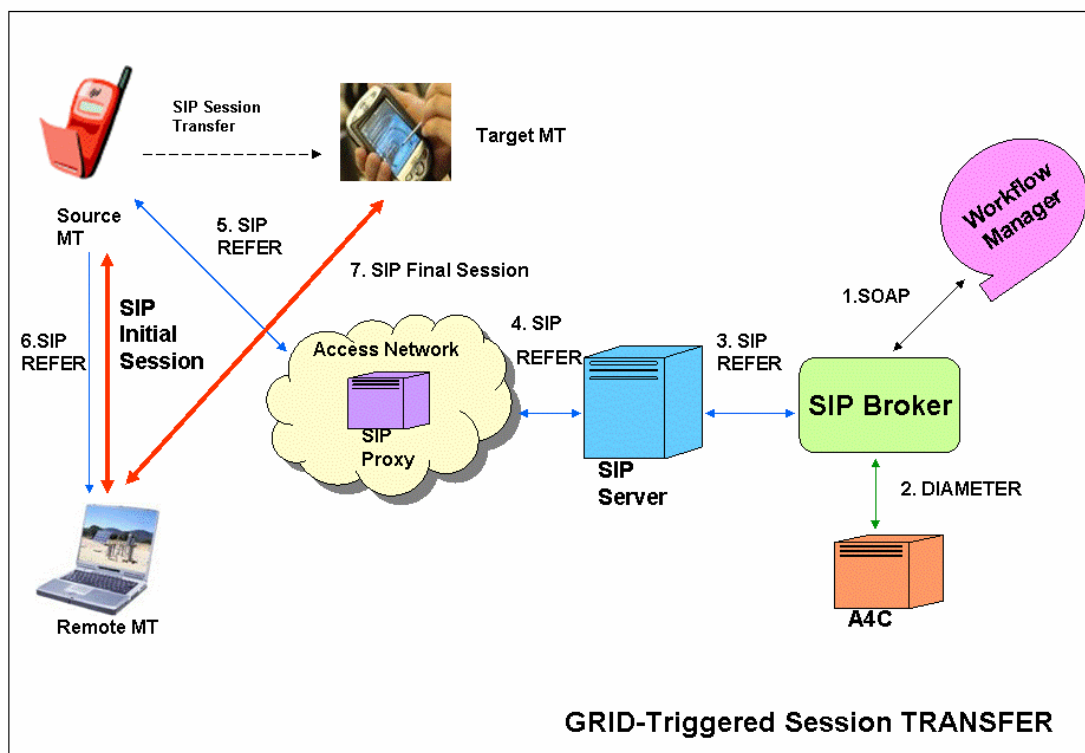 SIP Session
Transfer
Target MT
Workflow
Manager
Source
MT
5. SIP
REFER
7. SIP Final Session
1.SOAP
SIP
Initial
Session
6.SIP
REFER
Access Network
4. SIP
REFER
3. SIP
REFER
SIP Broker
SIP
Proxy
SIP
Server
2. DIAMETER
A4C
Remote MT
GRID-Triggered Session TRANSFER